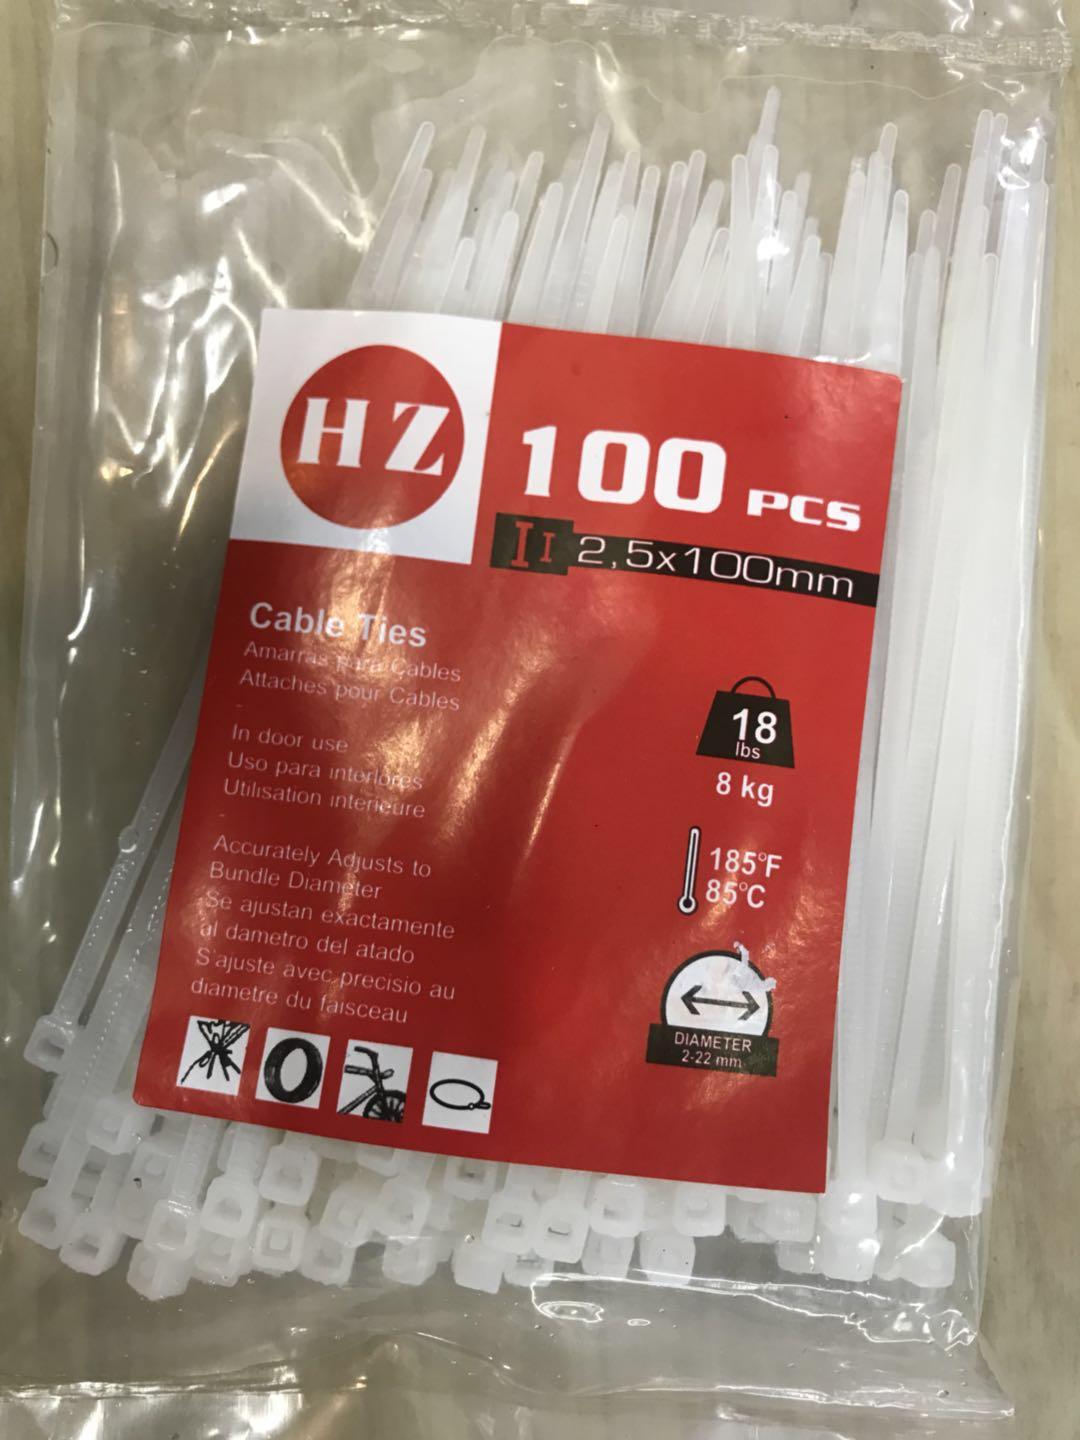 HZ
100 PCS
2,5x100mm
Cable Ties
Amarras para Cables
Attaches pour Cables
In door use
Uso para interlores
Utilisation interieure
Accurately Adjusts to
Bundle Diameter
Se ajustan exactamente
al dametro del atado
S'ajuste avec precisio au
diametre du faisceau
18
lbs
8 kg
185°F
85°C
DIAMETER
2-22 mm